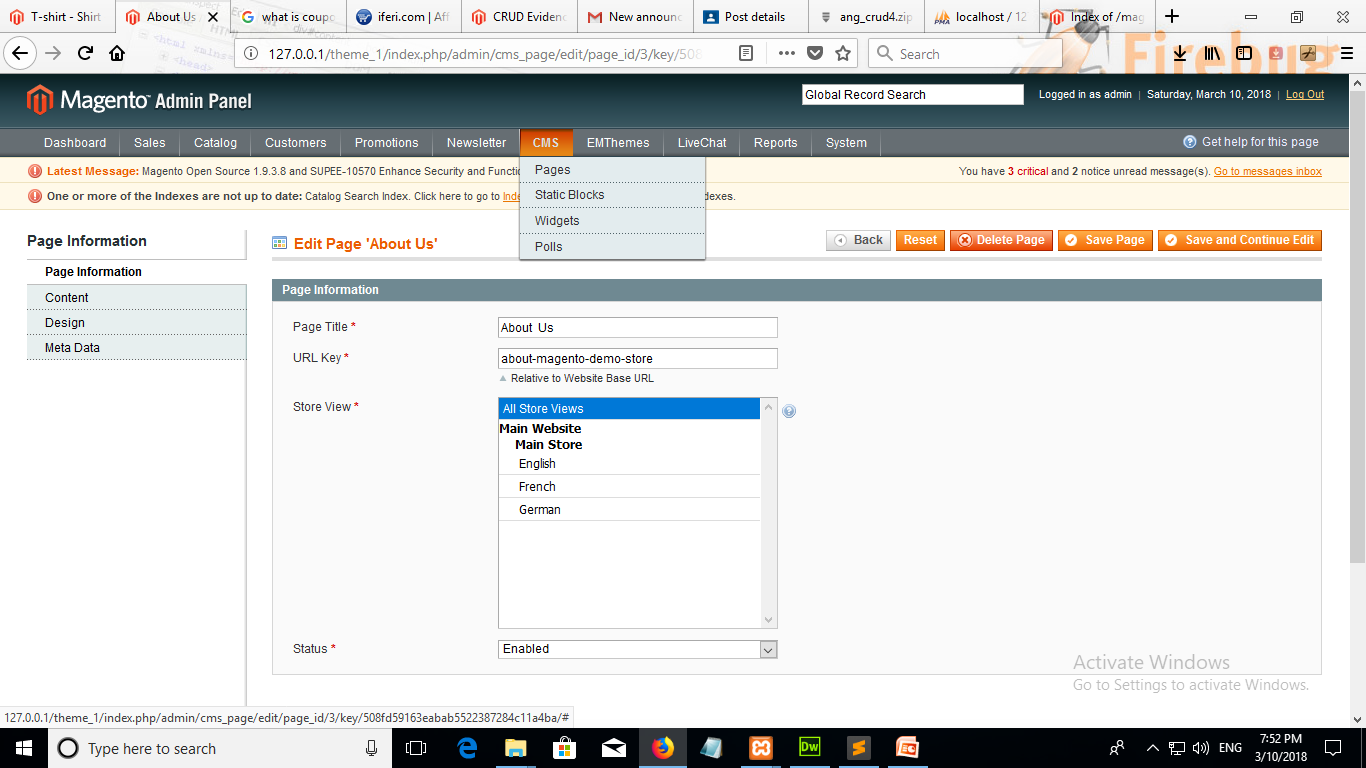 T-shirt - Shirt
About Us
what is coupo
iferi.com | Aff
CRUD Evidenc
New announc
Post details
ang_crud4.zip
localhost / 12
Index of /mag
127.0.0.1/theme_1/index.php/admin/cms_page/edit/page_id/3/key/508
Search
Firebug
Magento Admin Panel
Global Record Search
Logged in as admin | Saturday, March 10, 2018 | Log Out
Dashboard Sales Catalog Customers Promotions Newsletter CMS EMThemes LiveChat Reports System Get help for this page
Latest Message: Magento Open Source 1.9.3.8 and SUPEE-10570 Enhance Security and Functi
You have 3 critical and 2 notice unread message(s). Go to messages inbox
One or more of the Indexes are not up to date: Catalog Search Index. Click here to go to Inde
dexes.
Pages
Static Blocks
Widgets
Polls
Page Information
Page Information
Content
Design
Meta Data
Edit Page 'About Us'
Back Reset Delete Page Save Page Save and Continue Edit
Page Information
Page Title *
About Us
URL Key *
about-magento-demo-store
Relative to Website Base URL
Store View *
All Store Views
Main Website
Main Store
English
French
German
Status *
Enabled
Activate Windows
Go to Settings to activate Windows.
127.0.0.1/theme_1/index.php/admin/cms_page/edit/page_id/3/key/508fd59163eabab5522387284c11a4ba/#
Type here to search
Dw
ENG
7:52 PM
3/10/2018